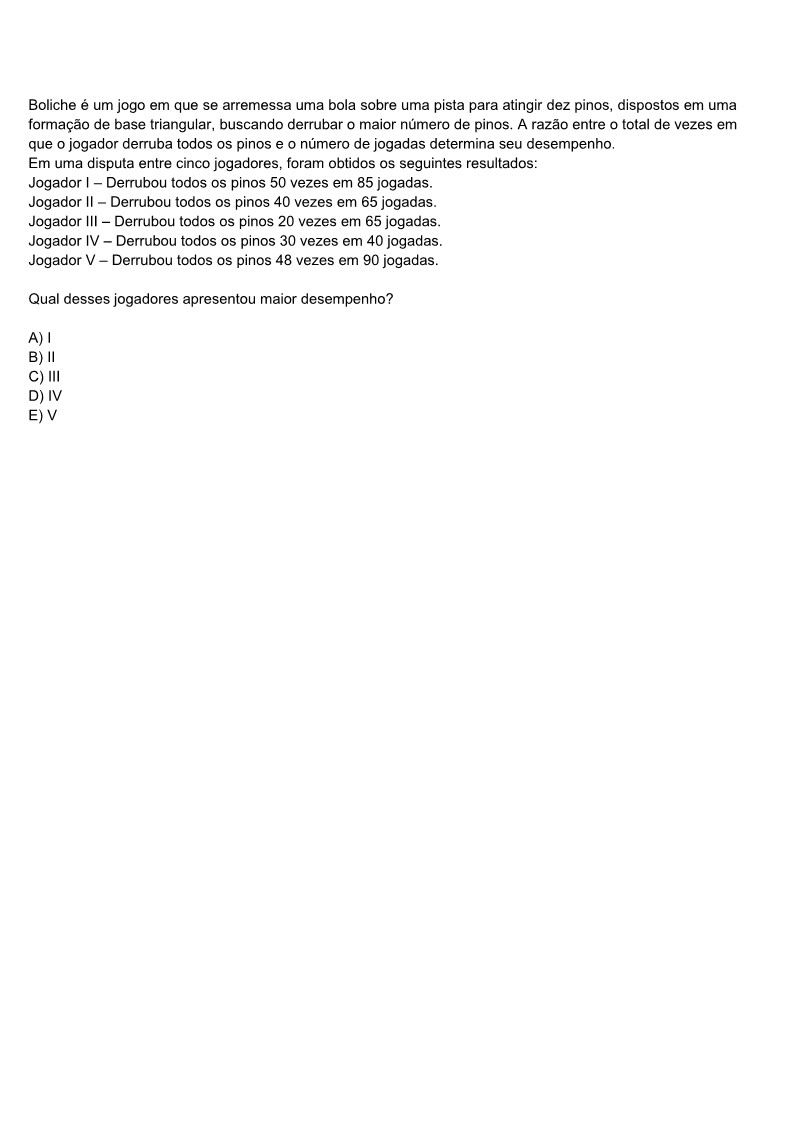 Boliche é um jogo em que se arremessa uma bola sobre uma pista para atingir dez pinos, dispostos em uma
formação de base triangular, buscando derrubar o maior número de pinos. A razão entre o total de vezes em
que o jogador derruba todos os pinos e o número de jogadas determina seu desempenho.
Em uma disputa entre cinco jogadores, foram obtidos os seguintes resultados:
Jogador I – Derrubou todos os pinos 50 vezes em 85 jogadas.
Jogador II – Derrubou todos os pinos 40 vezes em 65 jogadas.
Jogador III – Derrubou todos os pinos 20 vezes em 65 jogadas.
Jogador IV – Derrubou todos os pinos 30 vezes em 40 jogadas.
Jogador V – Derrubou todos os pinos 48 vezes em 90 jogadas.
Qual desses jogadores apresentou maior desempenho?
A) I
B) II
C) III
D) IV
E) V